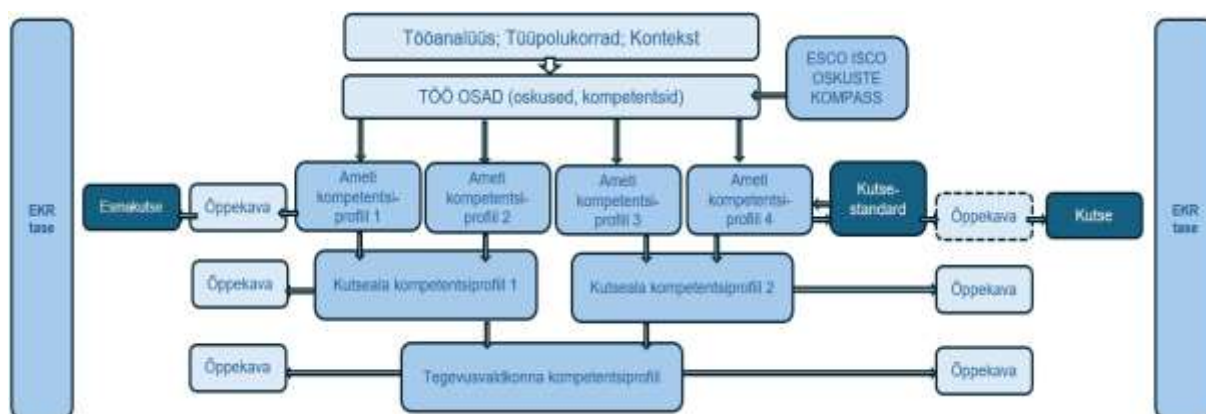 Tööanalüüs; Tüüpolukorrad; Kontekst
ESCO ISCO
OSKUSTE
KOMPASS
TÖÖ OSAD (oskused, kompetentsid)
EKR
tase
Esmakutse
Õppekava
Ameti
kompetentsi-
profiil 1
Ameti
kompetentsi-
profiil 2
Ameti
kompetentsi-
profiil 3
Ameti
kompetentsi-
profiil 4
Kutse-
standard
Õppekava
Kutse
EKR
tase
Õppekava
Kutseala kompetentsiprofiil 1
Kutseala kompetentsiprofiil 2
Õppekava
Õppekava
Tegevusvaldkonna kompetentsiprofiil
Õppekava